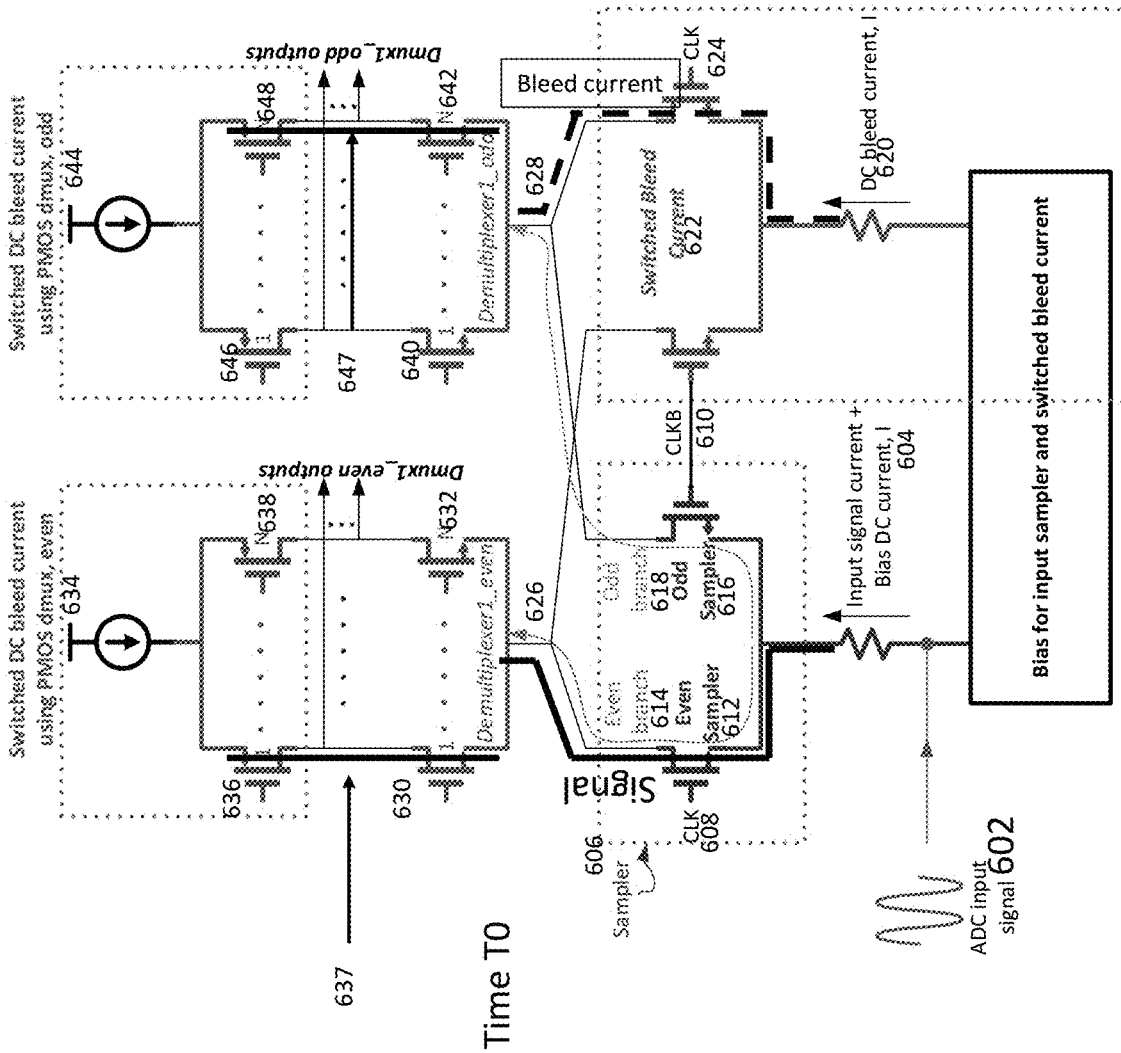 Switched DC bleed current
using PMOS dmux, even
634
636
1
N
638
637
Dmux1_even outputs
630
1
N
632
Demultiplexer1_even
626
Switched DC bleed current
using PMOS dmux, odd
644
646
1
N
648
647
Dmux1_odd outputs
640
1
N
642
Demultiplexer1_odd
628
Bleed current
Time T0
Signal
Sampler
606
CLK
608
Even
branch
614
Even
Sampler
612
Odd
branch
618
Odd
Sampler
616
CLKB
610
Switched Bleed
Current
622
CLK
624
Input signal current +
Bias DC current, I
604
DC bleed current, I
620
ADC input
signal 602
Bias for input sampler and switched bleed current